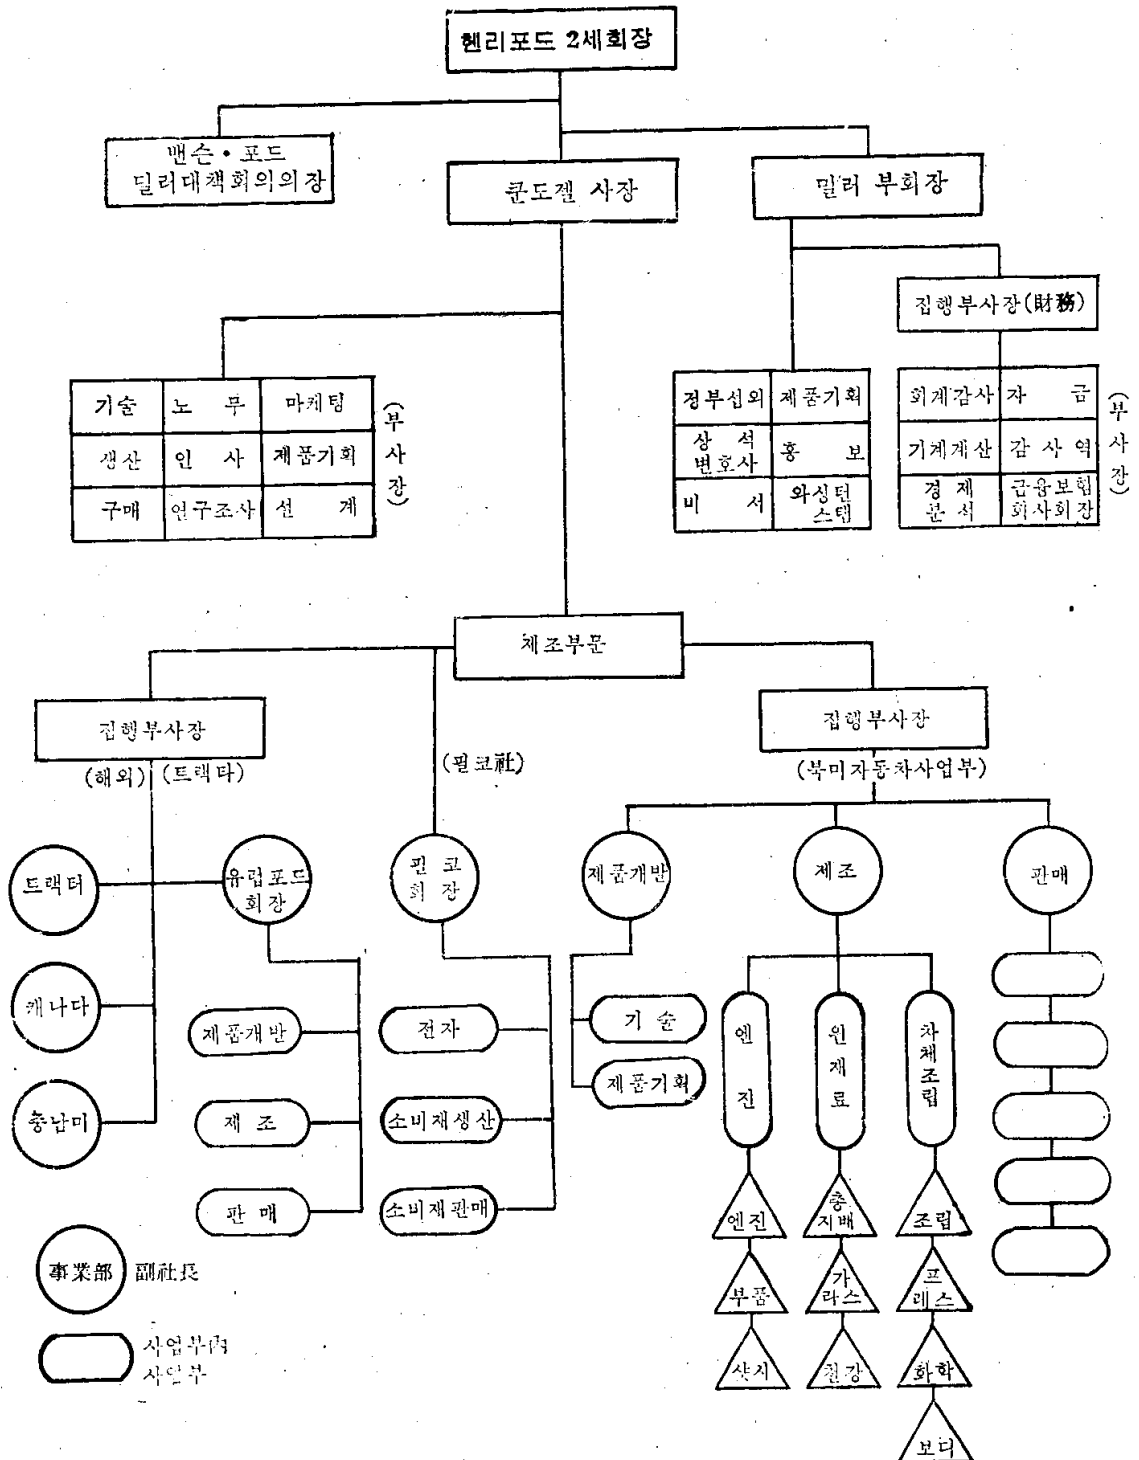 헨리포드 2세회장
밴슨・포드
딜러대책회의의장
쿤도젤 사장
밀러 부회장
집행부사장(財務)
기술 노 무 마케팅
생산 인 사 제품기획
구매 연구조사 선 계
(부사장)
정부섭외 제품기획
상 석
변호사
홍 보
비 서
와싱턴
스탭
회계감사 자 금
기계계산 감 사 역
경 제
분 석
금융보험
회사회장
(부사장)
제조부문
집행부사장
(해외) (트랙타)
(필코社)
집행부사장
(북미자동차사업부)
트랙터
유럽포드
회장
필 코
회 장
제품개발
제조
판매
캐나다
중남미
제품개발
제 조
판 매
전자
소비재생산
소비재판매
기 술
제품기획
엔 진
원 재 료
차체조립
엔진
부품
샷시
총
지배
가
라스
철강
조립
프
레스
화학
보디
事業部 副社長
사업부內
사업부